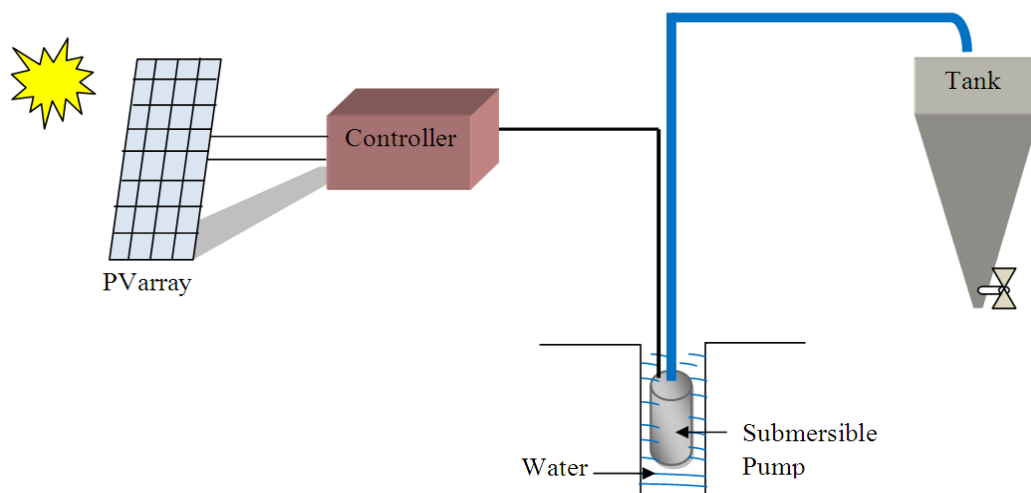 Tank
Controller
PVarray
Submersible
Pump
Water